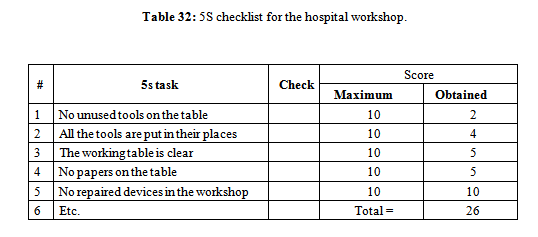 Table 32: 5S checklist for the hospital workshop.
# 5s task Check Score
Maximum Obtained
1 No unused tools on the table 10 2
2 All the tools are put in their places 10 4
3 The working table is clear 10 5
4 No papers on the table 10 5
5 No repaired devices in the workshop 10 10
6 Etc. Total = 26